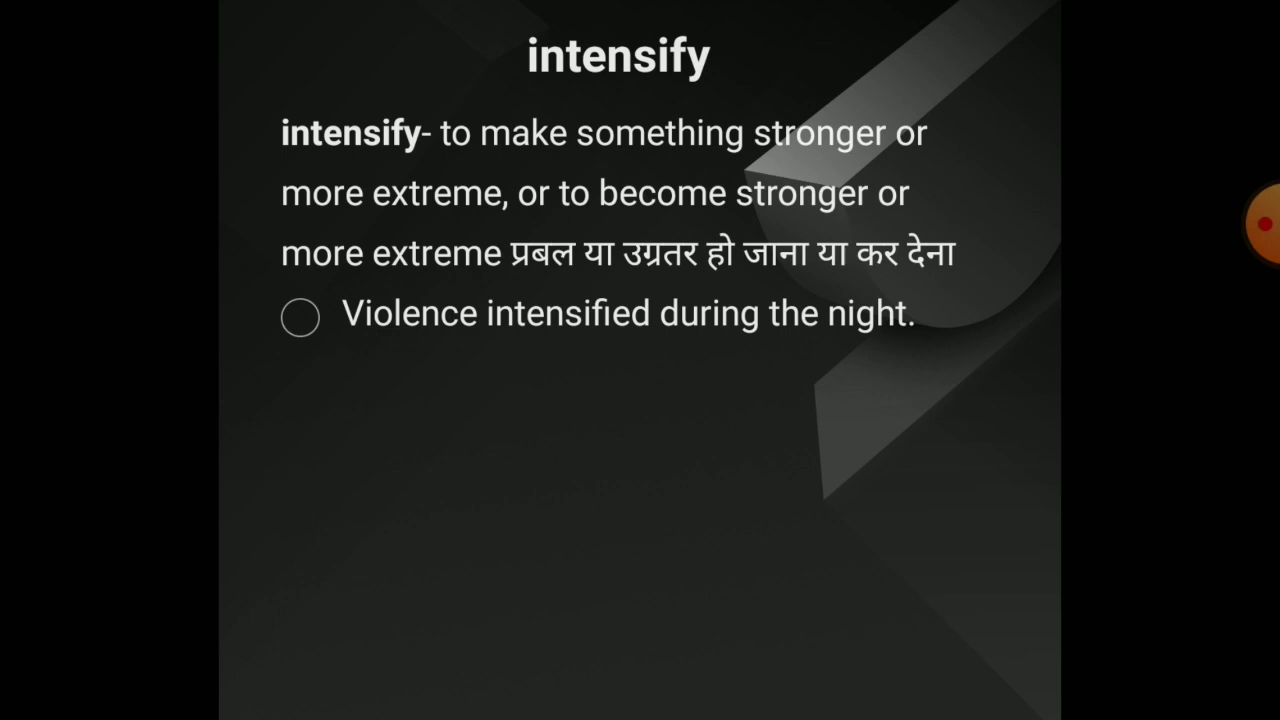 intensify
intensify- to make something stronger or
more extreme, or to become stronger or
more extreme प्रबल या उग्रतर हो जाना या कर देना
Violence intensified during the night.